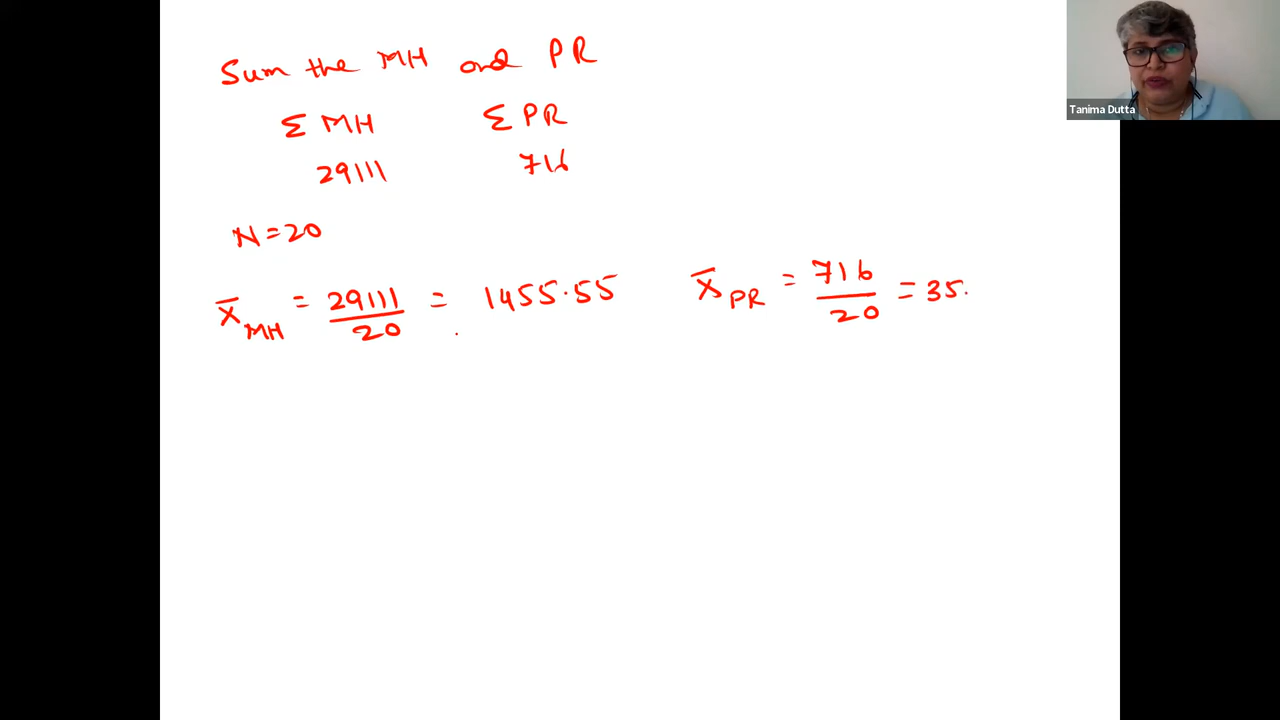 Sum the MH and PR
Σ MH Σ PR
29111 716
N = 20
X̄MH = 29111/20 = 1455.55 X̄PR = 716/20 = 35.
Tanima Dutta